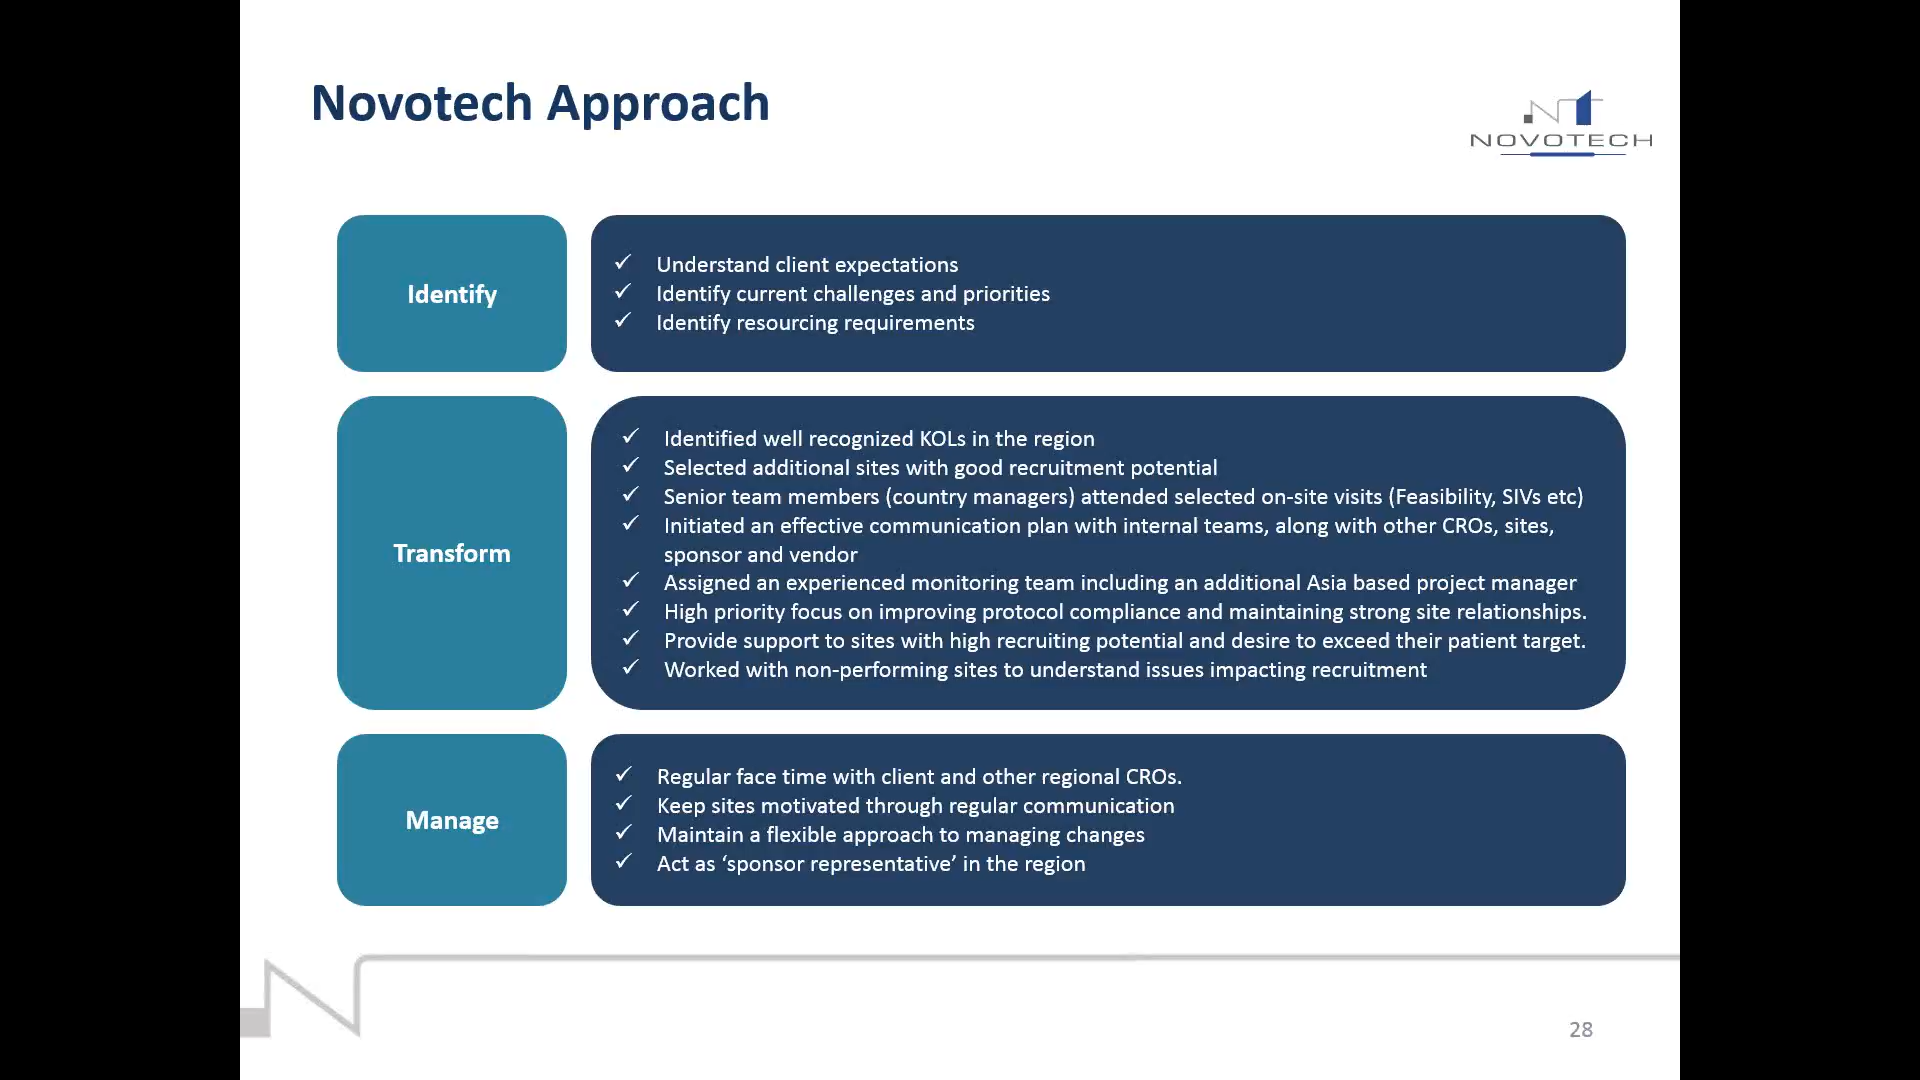 Novotech Approach
NOVOTECH
Identify
✓ Understand client expectations
✓ Identify current challenges and priorities
✓ Identify resourcing requirements
Transform
✓ Identified well recognized KOLs in the region
✓ Selected additional sites with good recruitment potential
✓ Senior team members (country managers) attended selected on-site visits (Feasibility, SIVs etc)
✓ Initiated an effective communication plan with internal teams, along with other CROs, sites,
sponsor and vendor
✓ Assigned an experienced monitoring team including an additional Asia based project manager
✓ High priority focus on improving protocol compliance and maintaining strong site relationships.
✓ Provide support to sites with high recruiting potential and desire to exceed their patient target.
✓ Worked with non-performing sites to understand issues impacting recruitment
Manage
✓ Regular face time with client and other regional CROs.
✓ Keep sites motivated through regular communication
✓ Maintain a flexible approach to managing changes
✓ Act as ‘sponsor representative’ in the region
28